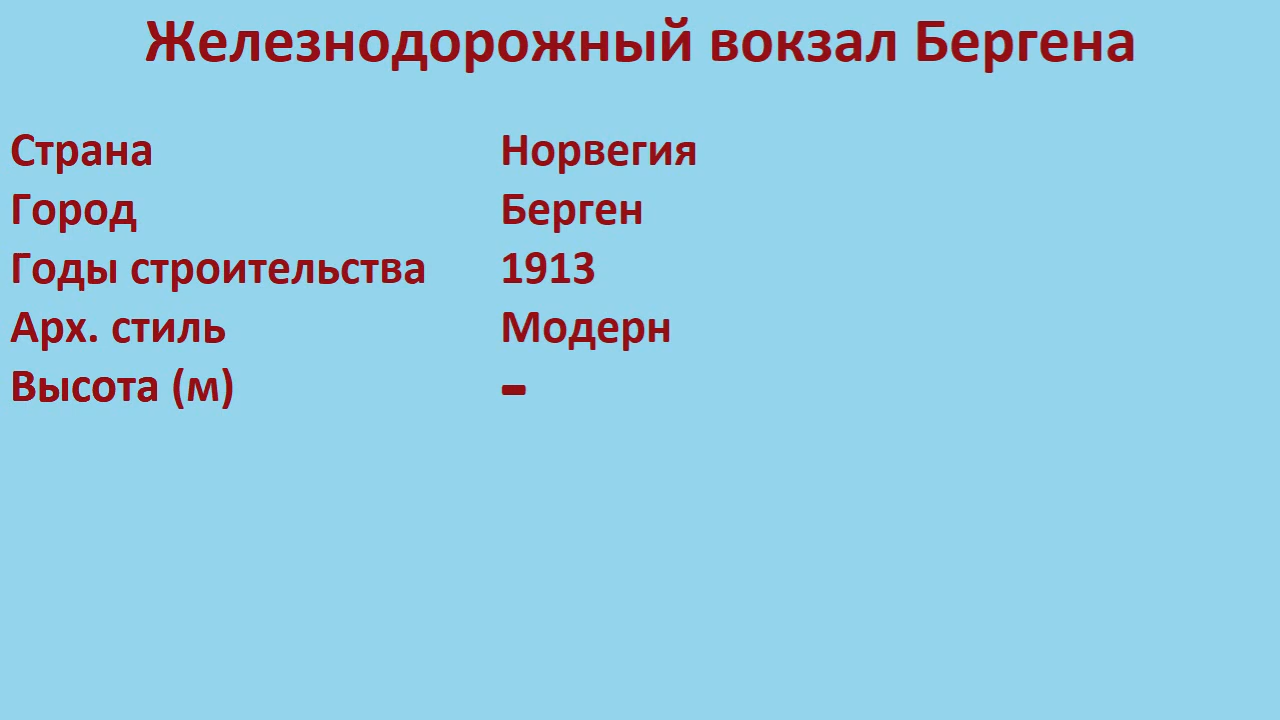 Железнодорожный вокзал Бергена
Страна Норвегия
Город Берген
Годы строительства 1913
Арх. стиль Модерн
Высота (м) -